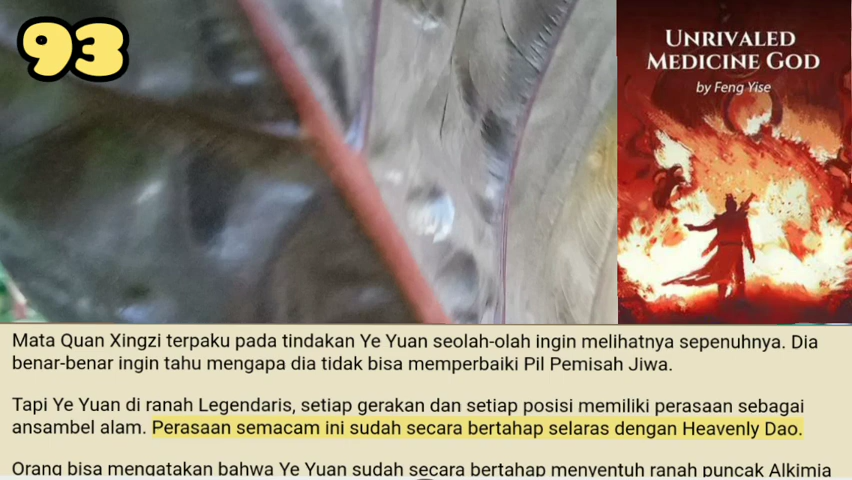 93
UNRIVALED
MEDICINE GOD
by Feng Yise
Mata Quan Xingzi terpaku pada tindakan Ye Yuan seolah-olah ingin melihatnya sepenuhnya. Dia
benar-benar ingin tahu mengapa dia tidak bisa memperbaiki Pil Pemisah Jiwa.
Tapi Ye Yuan di ranah Legendaris, setiap gerakan dan setiap posisi memiliki perasaan sebagai
ansambel alam. Perasaan semacam ini sudah secara bertahap selaras dengan Heavenly Dao.
Orang bisa mengatakan bahwa Ye Yuan sudah secara bertahap menyentuh ranah puncak Alkimia